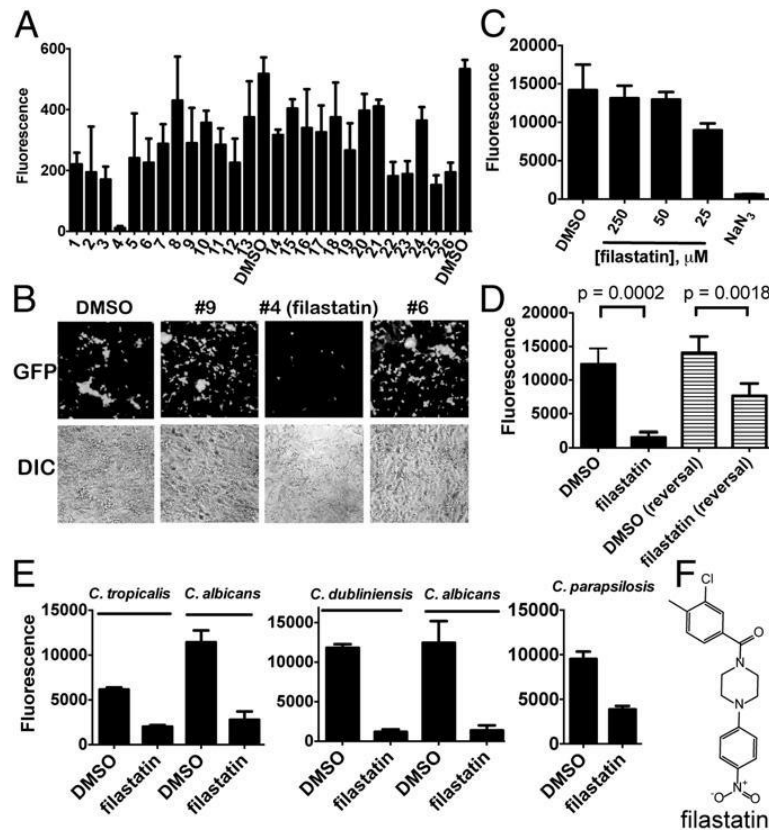 A
Fluorescence
600
400
200
0
1
2
3
4
5
6
7
8
9
10
11
12
13
DMSO
14
15
16
17
18
19
20
21
22
23
24
25
26
DMSO
B
DMSO #9 #4 (filastatin) #6
GFP
DIC
C
Fluorescence
20000
15000
10000
5000
0
DMSO
250
50
25
NaN3
[filastatin], µM
D
p = 0.0002 p = 0.0018
Fluorescence
20000
15000
10000
5000
0
DMSO
filastatin
DMSO (reversal)
filastatin (reversal)
E
C. tropicalis C. albicans
Fluorescence
15000
10000
5000
0
DMSO
filastatin
DMSO
filastatin
C. dubliniensis C. albicans
15000
10000
5000
0
DMSO
filastatin
DMSO
filastatin
C. parapsilosis
15000
10000
5000
0
DMSO
filastatin
F
Cl
O
N
N
N+
-O O
filastatin